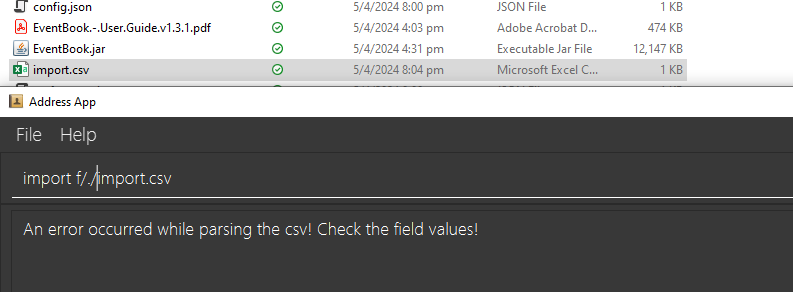 config.json 5/4/2024 8:00 pm JSON File 1 KB
EventBook.-.User.Guide.v1.3.1.pdf 5/4/2024 4:03 pm Adobe Acrobat D... 474 KB
EventBook.jar 5/4/2024 4:03 pm Executable Jar File 12,147 KB
import.csv 5/4/2024 8:04 pm Microsoft Excel C... 1 KB
Address App
File Help
import f/./import.csv
An error occurred while parsing the csv! Check the field values!